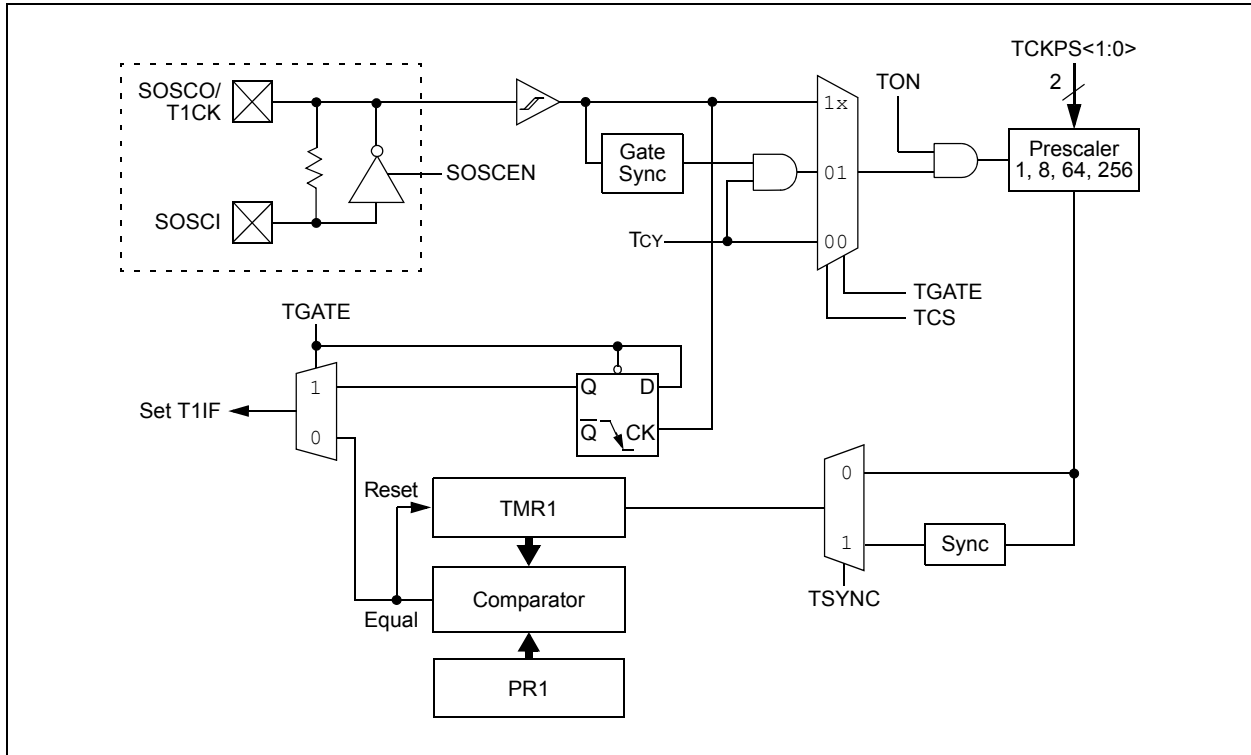 TCKPS<1:0>
SOSCO/
T1CK
TON
2
1x
Prescaler
1, 8, 64, 256
Gate
Sync
SOSCEN
01
SOSCI
TCY
00
TGATE
TCS
TGATE
1
Q
D
Set T1IF
0
Q̅
CK
Reset
TMR1
0
1
Sync
Comparator
TSYNC
Equal
PR1